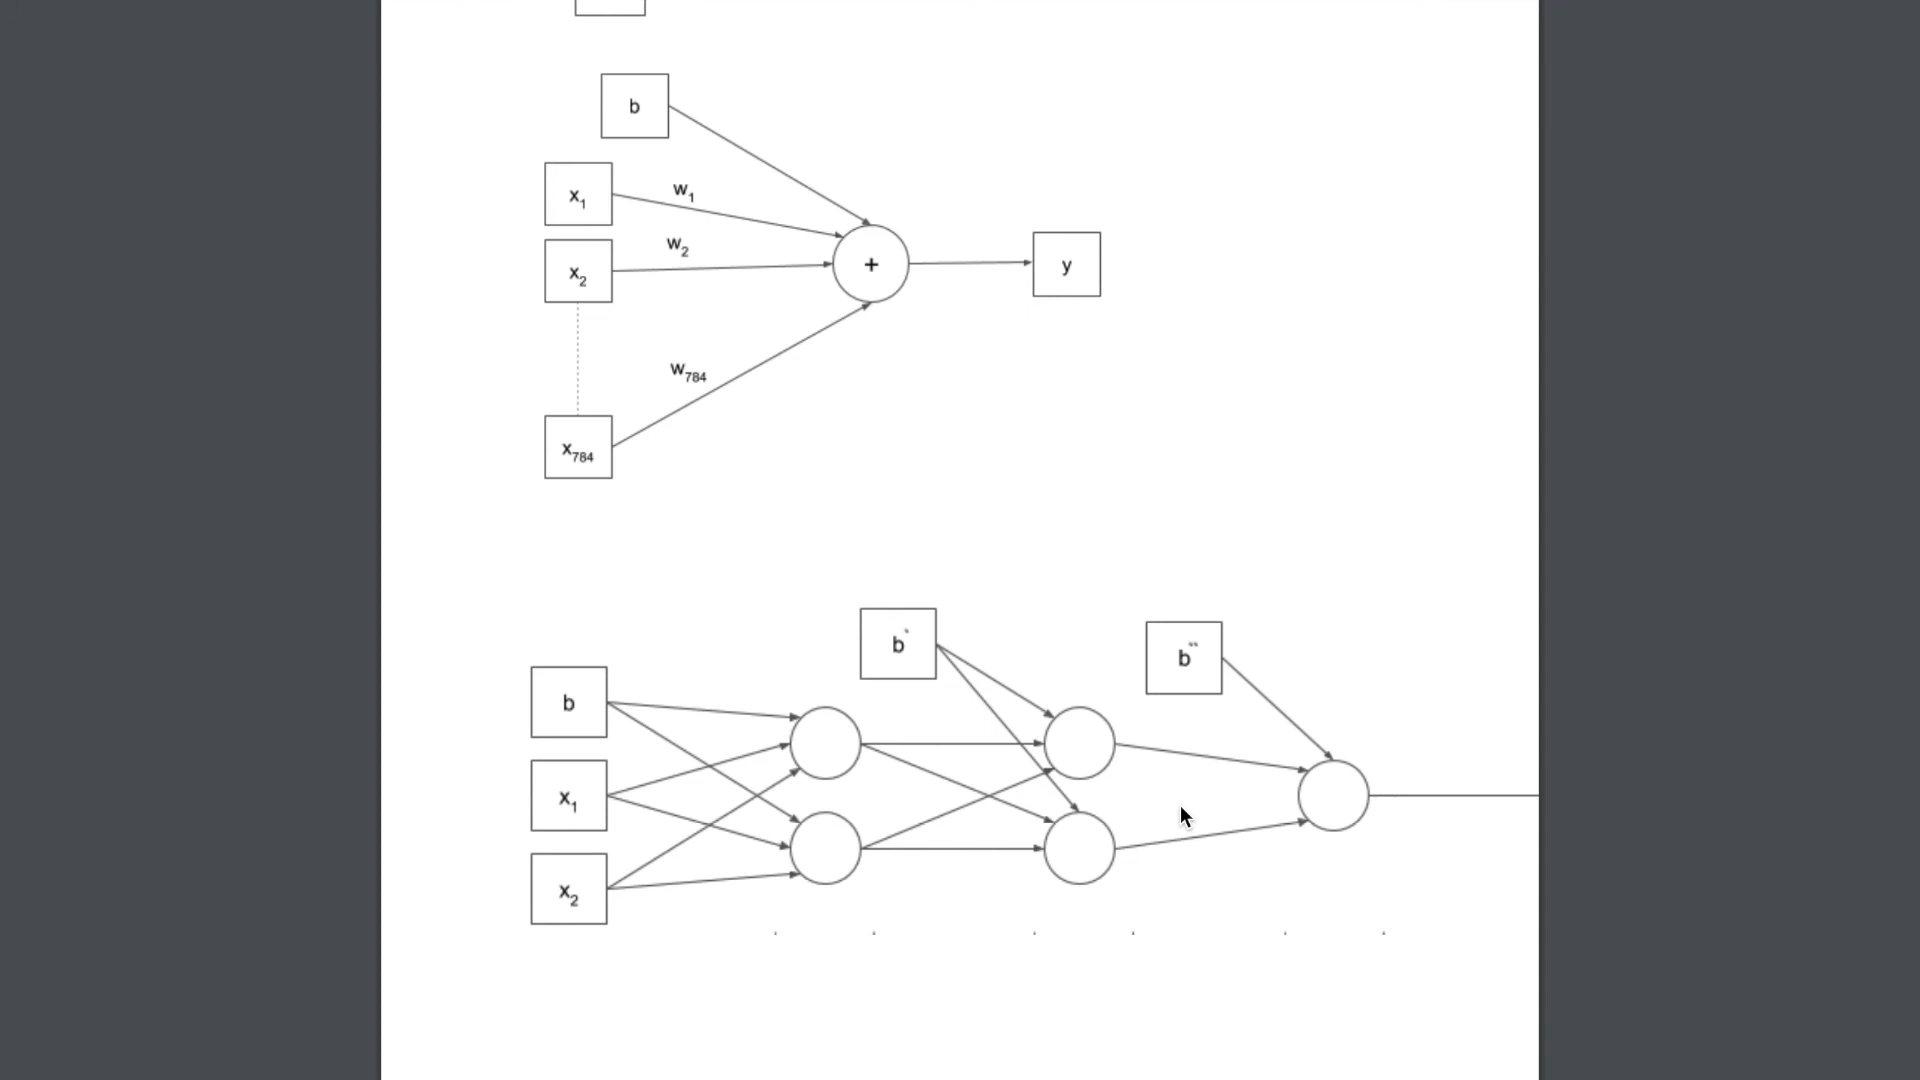 b
x₁
w₁
w₂
x₂
+
y
w₇₈₄
x₇₈₄
b`
b``
b
x₁
x₂